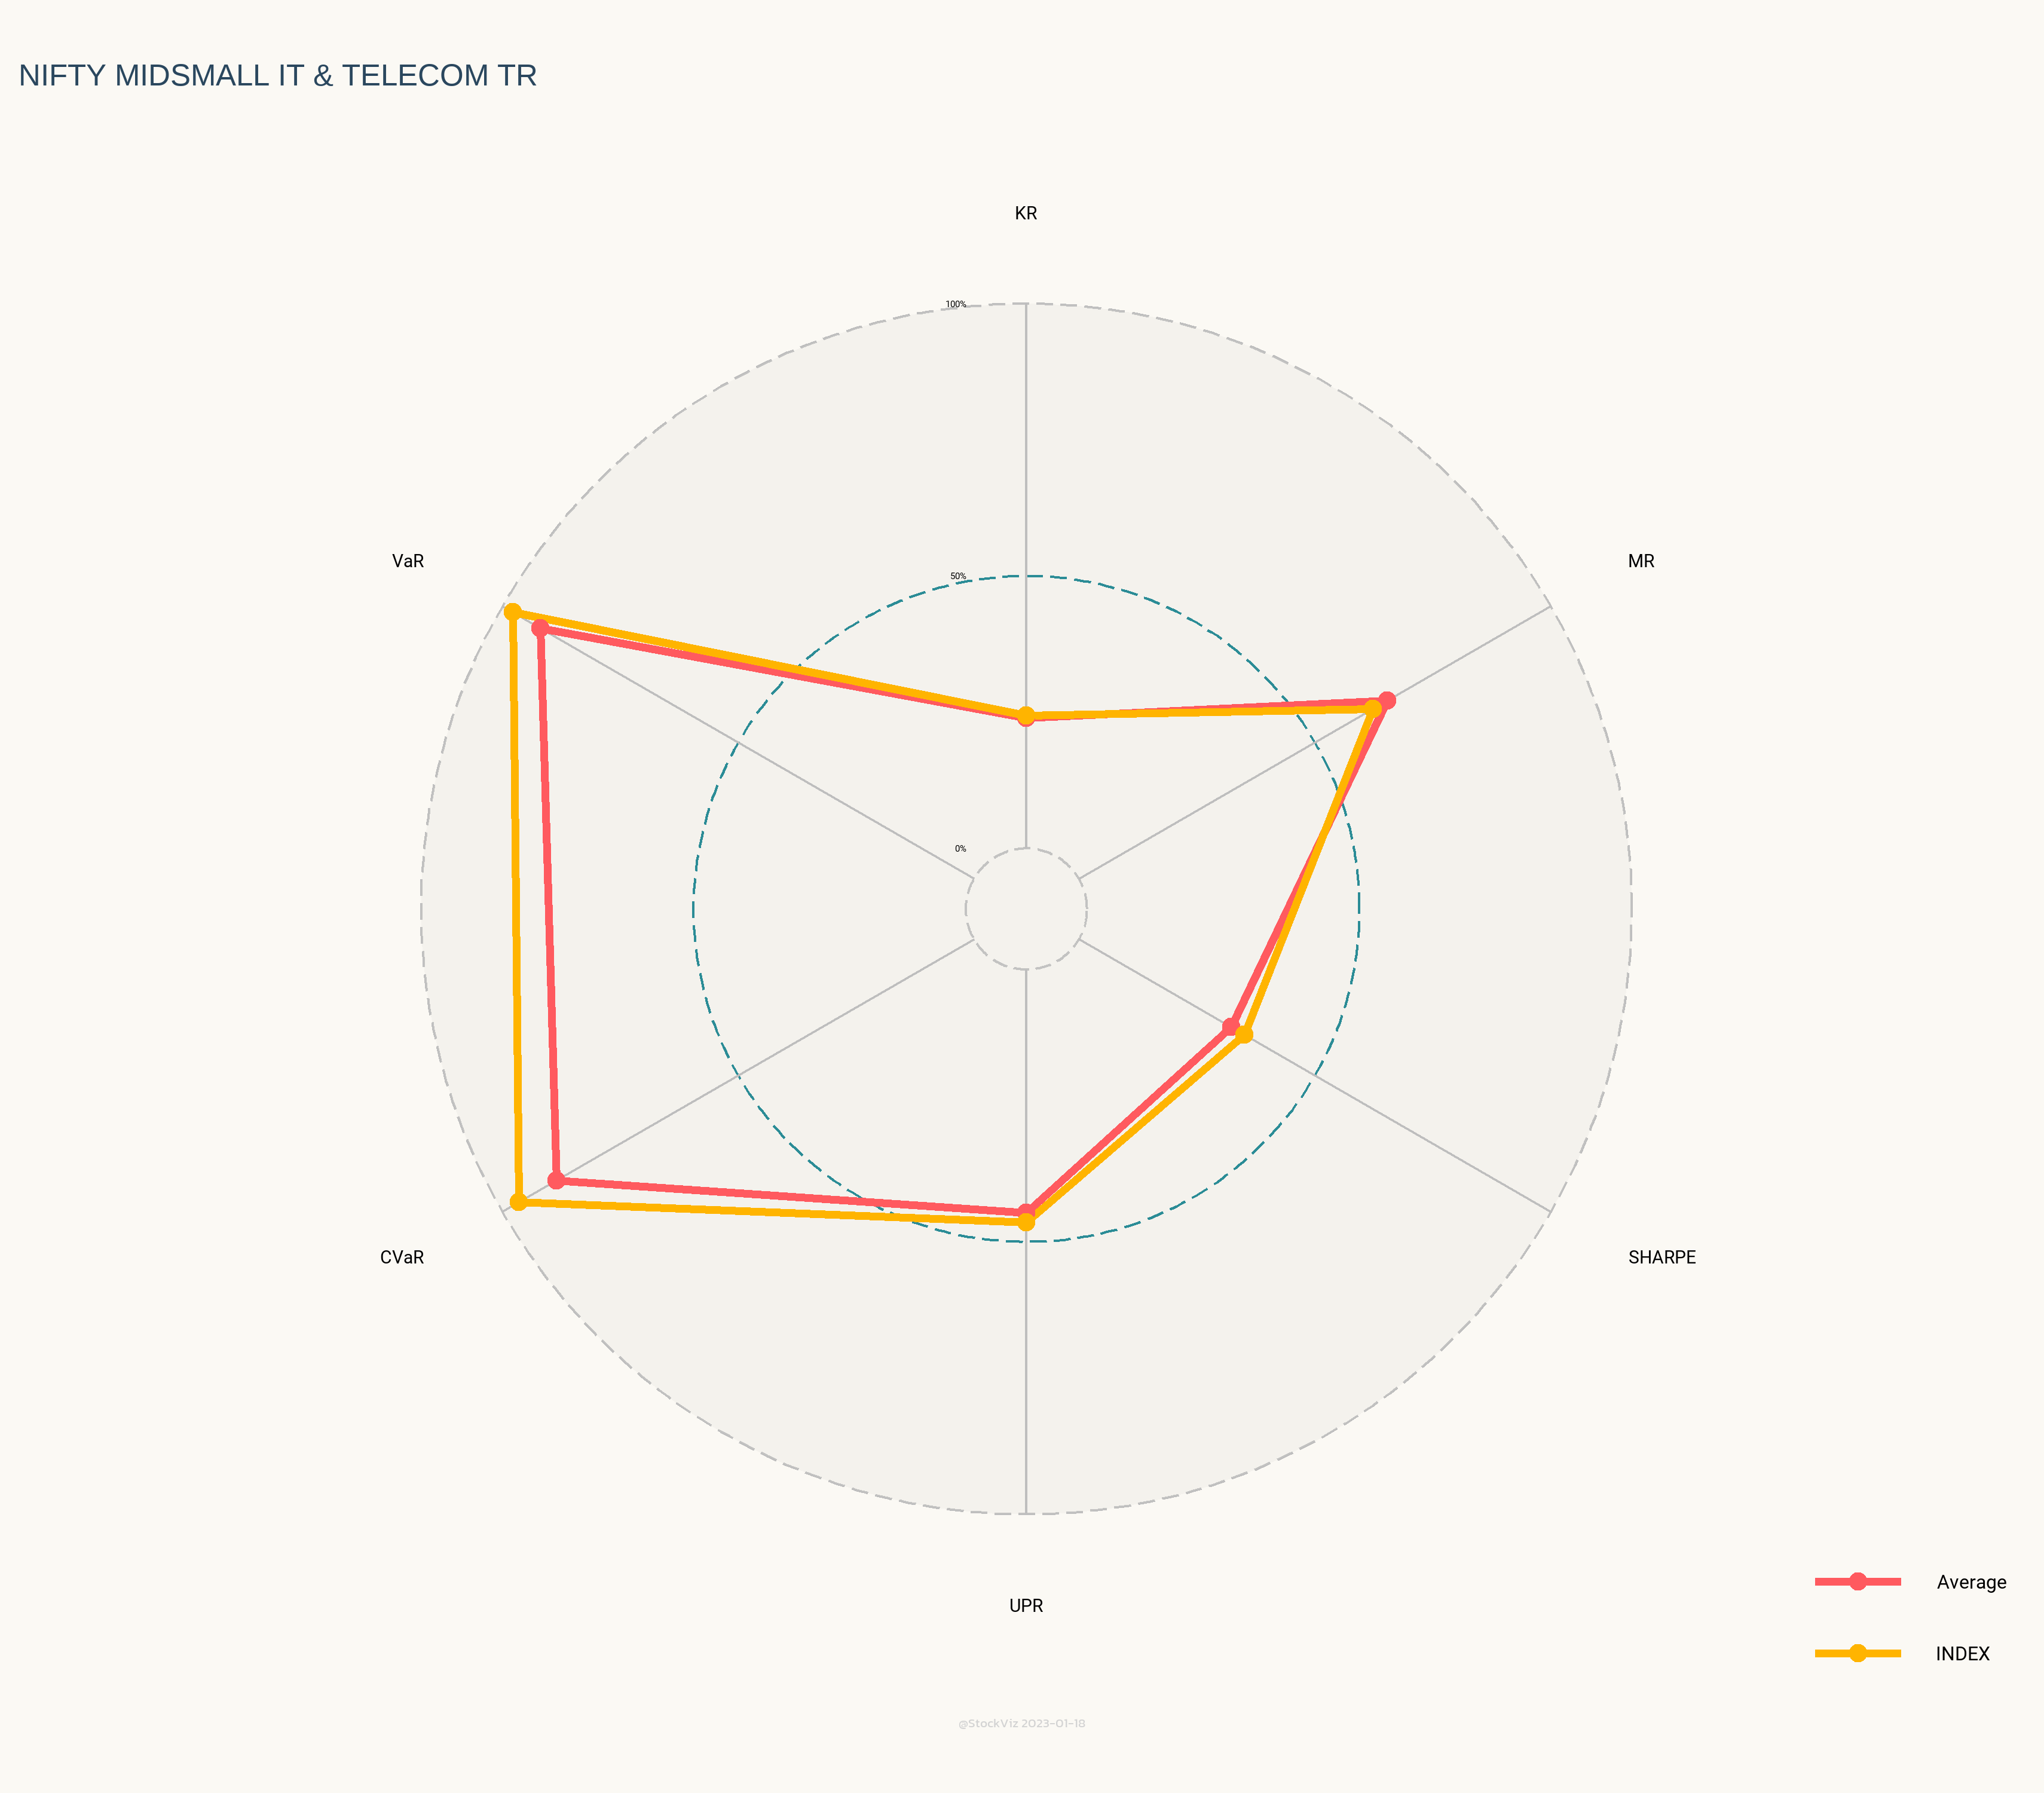 NIFTY MIDSMALL IT & TELECOM TR
KR
100%
VaR
MR
50%
0%
CVaR
SHARPE
UPR
Average
INDEX
@StockViz 2023-01-18